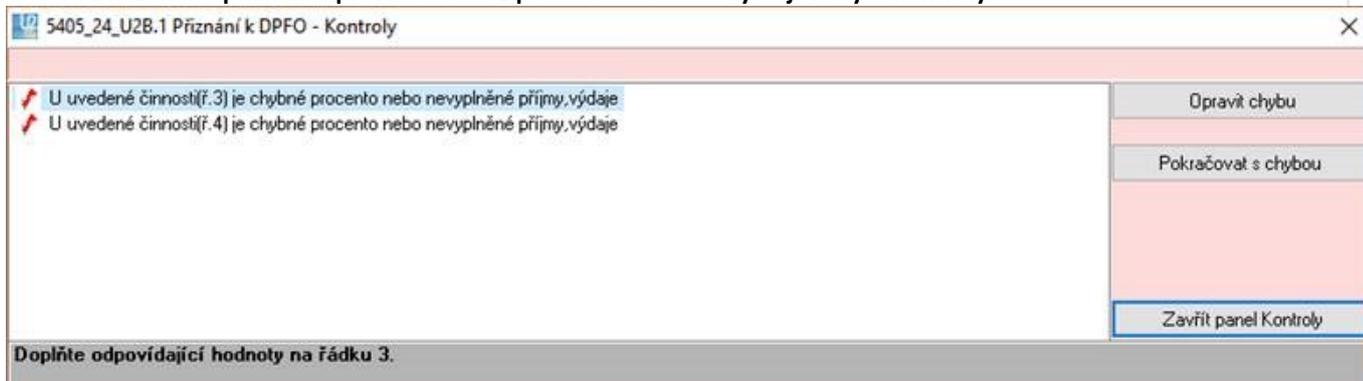 5405_24_U2B.1 Přiznání k DPFO - Kontroly
U uvedené činnosti(ř.3) je chybné procento nebo nevyplněné příjmy,výdaje
U uvedené činnosti(ř.4) je chybné procento nebo nevyplněné příjmy,výdaje
Opravit chybu
Pokračovat s chybou
Zavřít panel Kontroly
Doplňte odpovídající hodnoty na řádku 3.